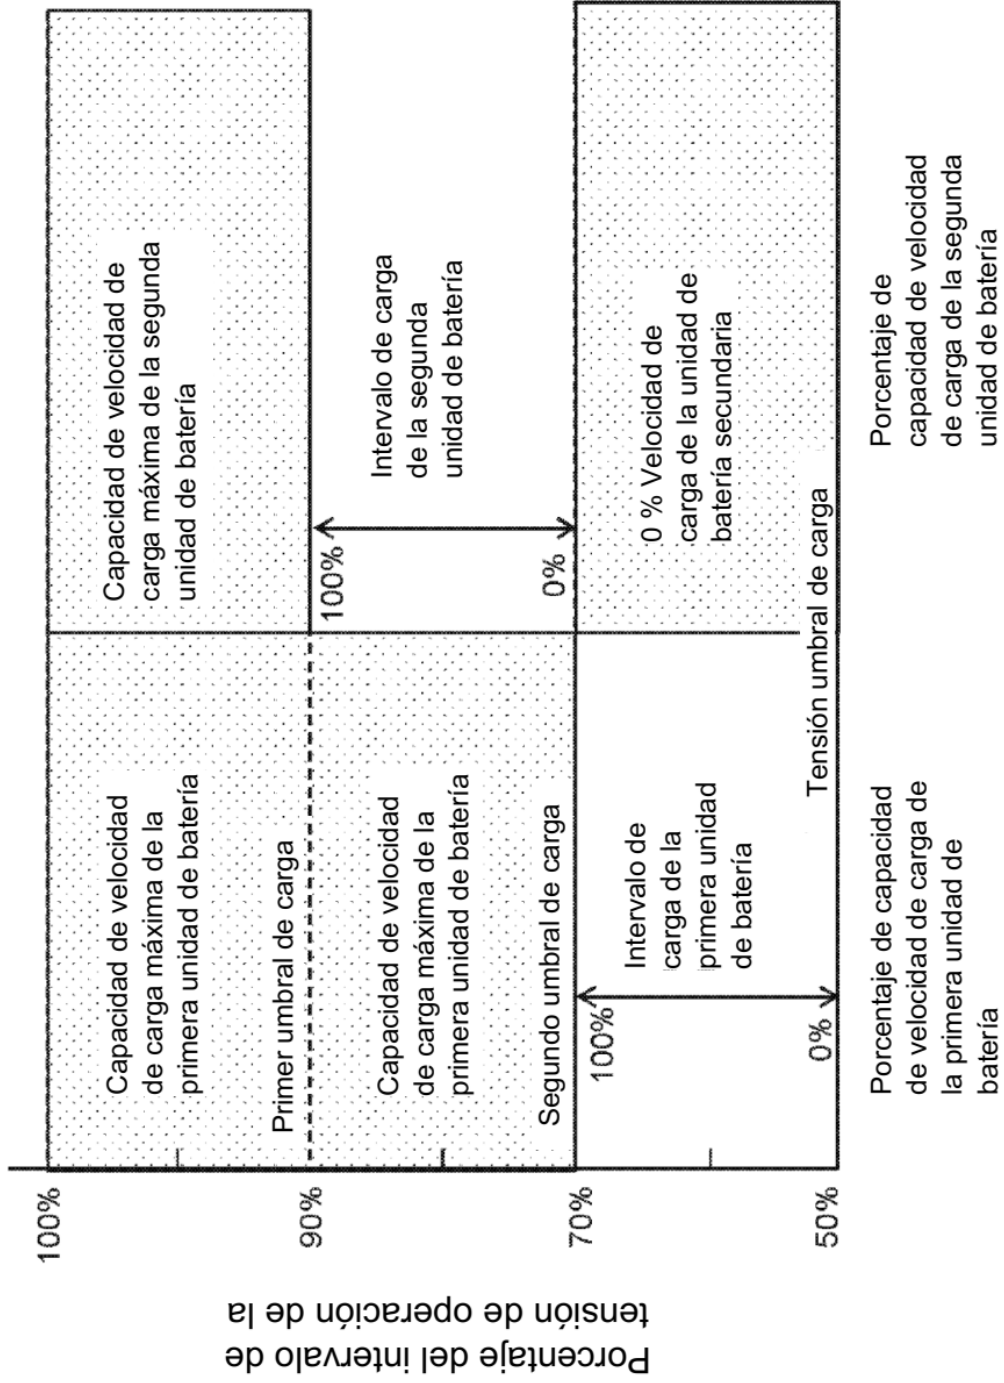 Porcentaje del intervalo de
tensión de operación de la
100%
90%
70%
50%
Capacidad de velocidad
de carga máxima de la
primera unidad de batería
Primer umbral de carga
Capacidad de velocidad
de carga máxima de la
primera unidad de batería
Segundo umbral de carga
100%
0%
Intervalo de
carga de la
primera unidad
de batería
Tensión umbral de carga
Capacidad de velocidad de
carga máxima de la segunda
unidad de batería
100%
0%
Intervalo de carga
de la segunda
unidad de batería
0 % Velocidad de
carga de la unidad de
batería secundaria
Porcentaje de capacidad
de velocidad de carga de
la primera unidad de
batería
Porcentaje de
capacidad de velocidad
de carga de la segunda
unidad de batería